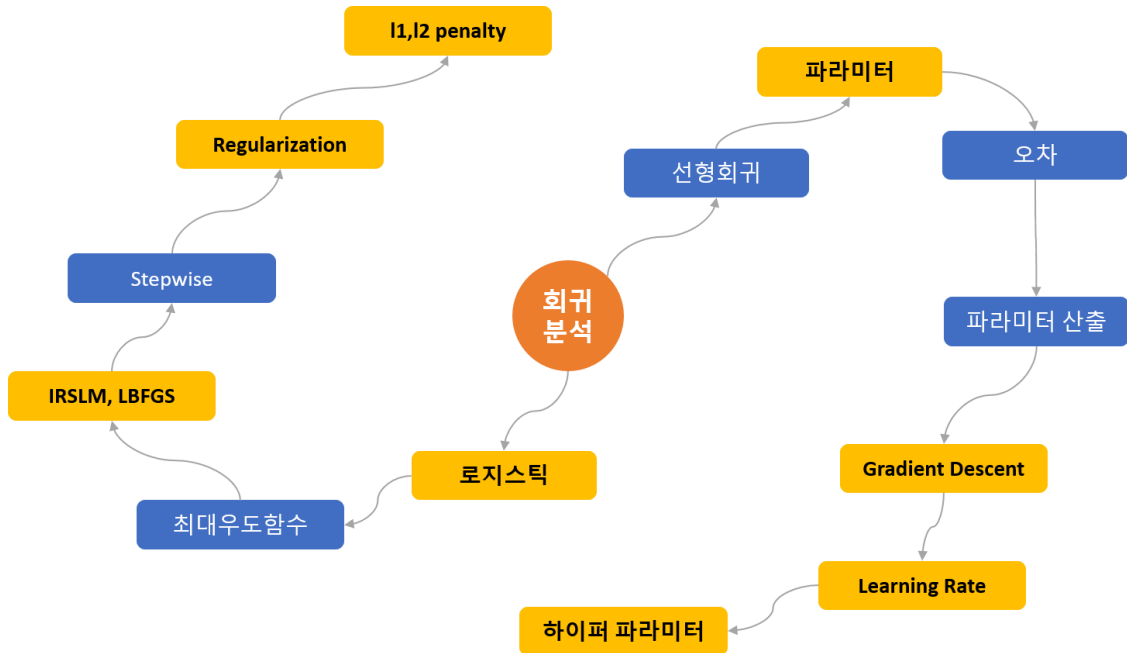 l1,l2 penalty
파라미터
Regularization
오차
선형회귀
Stepwise
회귀
분석
파라미터 산출
IRSLM, LBFGS
Gradient Descent
로지스틱
최대우도함수
Learning Rate
하이퍼 파라미터